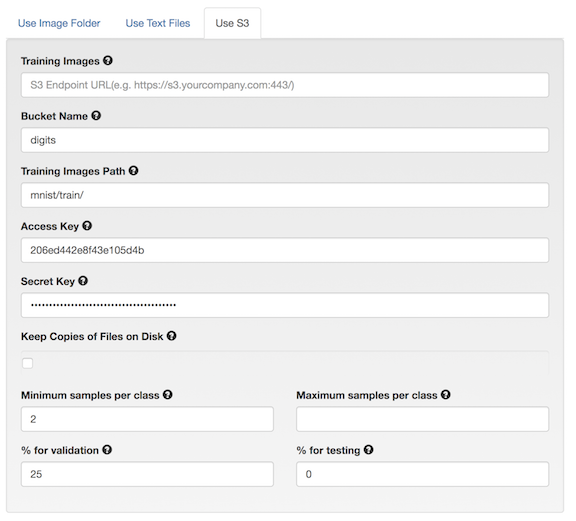 Use Image Folder Use Text Files Use S3
Training Images
S3 Endpoint URL(e.g. https://s3.yourcompany.com:443/)
Bucket Name
digits
Training Images Path
mnist/train/
Access Key
206ed442e8f43e105d4b
Secret Key
••••••••••••••••••••••••••••••••••••••••
Keep Copies of Files on Disk
Minimum samples per class Maximum samples per class
2
% for validation % for testing
25 0